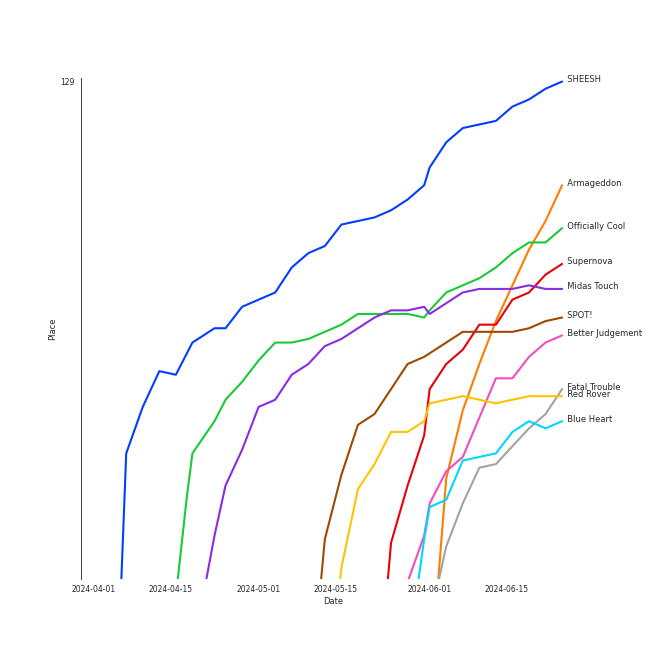 129
SHEESH
Armageddon
Officially Cool
Supernova
Midas Touch
SPOT!
Better Judgement
Fatal Trouble
Red Rover
Blue Heart
Place
2024-04-01 2024-04-15 2024-05-01 2024-05-15 2024-06-01 2024-06-15
Date